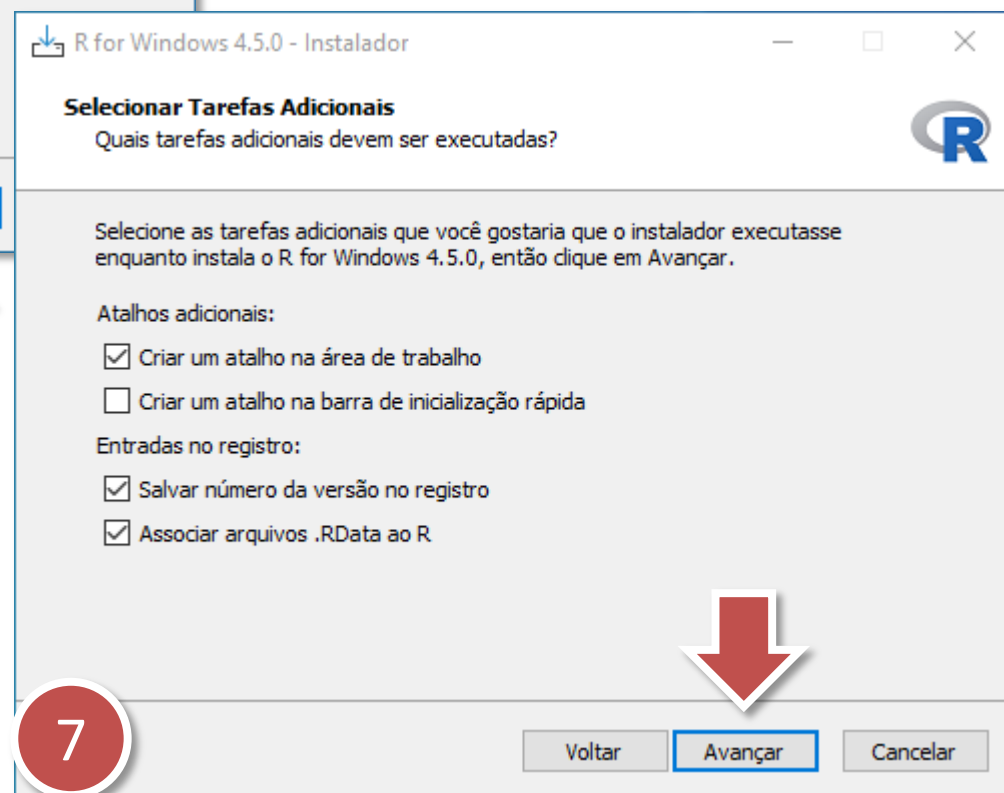 R for Windows 4.5.0 - Instalador
Selecionar Tarefas Adicionais
Quais tarefas adicionais devem ser executadas?
R
Selecione as tarefas adicionais que você gostaria que o instalador executasse
enquanto instala o R for Windows 4.5.0, então clique em Avançar.
Atalhos adicionais:
Criar um atalho na área de trabalho
Criar um atalho na barra de inicialização rápida
Entradas no registro:
Salvar número da versão no registro
Associar arquivos .RData ao R
7
Voltar Avançar Cancelar